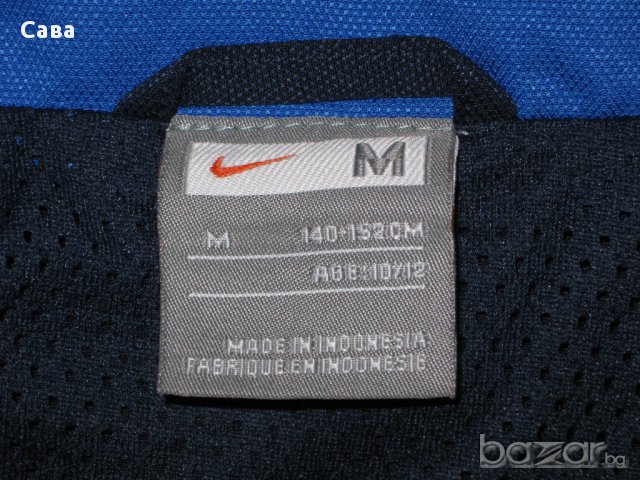 Сава
M
M 140-152CM
AGE:10/12
MADE IN INDONESIA
FABRIQUE EN INDONESIE
bazar.bg